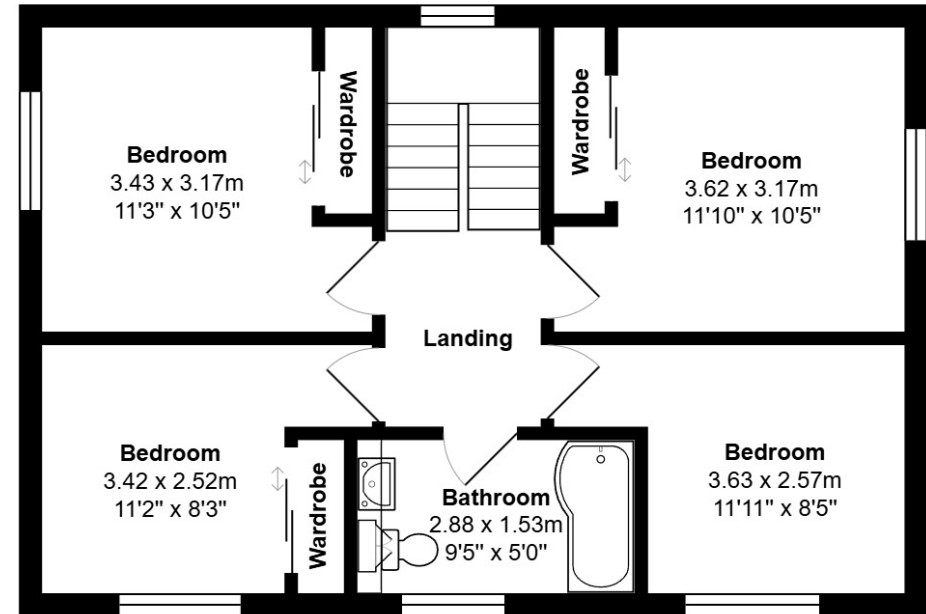 Bedroom
3.43 x 3.17m
11'3" x 10'5"
Wardrobe
Wardrobe
Bedroom
3.62 x 3.17m
11'10" x 10'5"
Landing
Bedroom
3.42 x 2.52m
11'2" x 8'3"
Wardrobe
Bathroom
2.88 x 1.53m
9'5" x 5'0"
Bedroom
3.63 x 2.57m
11'11" x 8'5"